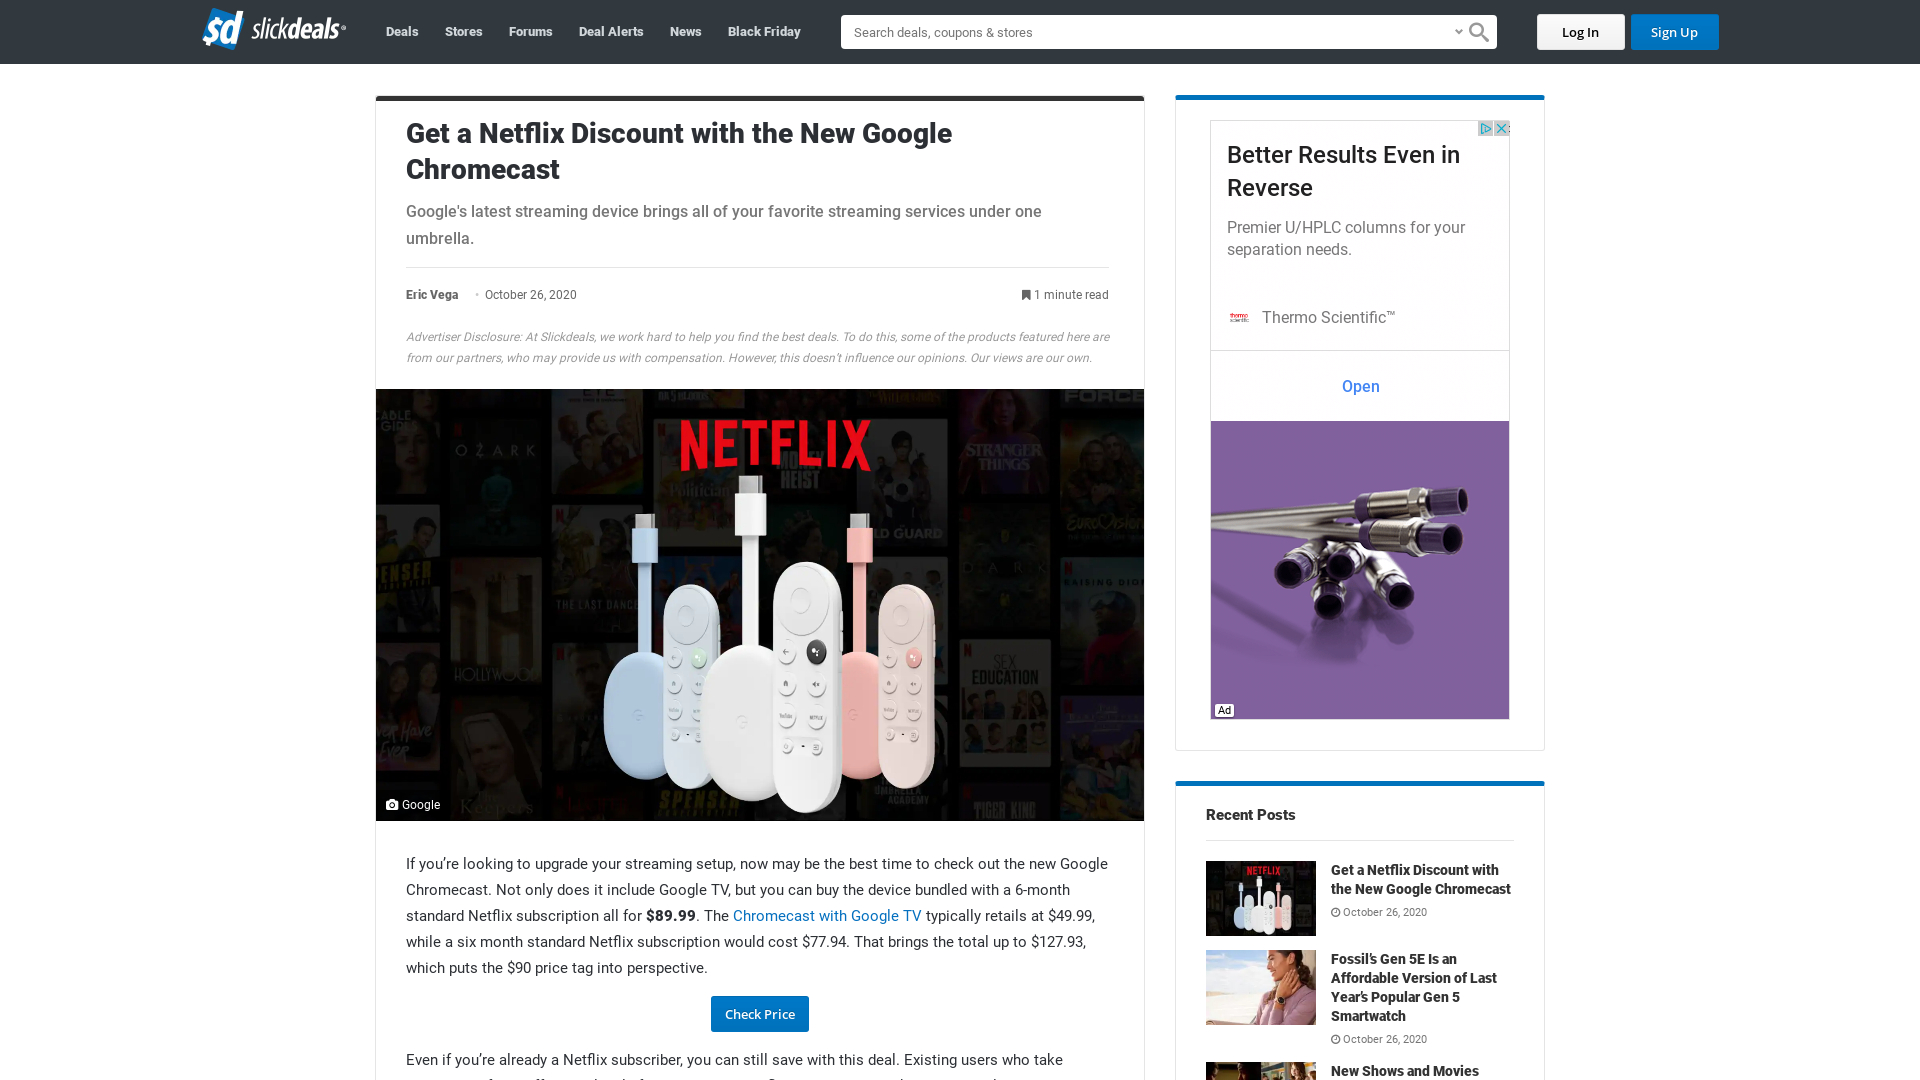 slickdeals
Deals
Stores
Forums
Deal Alerts
News
Black Friday
Search deals, coupons & stores
Log In
Sign Up
Get a Netflix Discount with the New Google
Chromecast
Google's latest streaming device brings all of your favorite streaming services under one
umbrella.
Eric Vega
• October 26, 2020
1 minute read
Advertiser Disclosure: At Slickdeals, we work hard to help you find the best deals. To do this, some of the products featured here are
from our partners, who may provide us with compensation. However, this doesn’t influence our opinions. Our views are our own.
NETFLIX
OZARK
STRANGER
THINGS
MONEY
HEIST
Politician
DARK
THE LAST DANCE
HOLLYWOOD
SEX
EDUCATION
TIGER KING
YouTube
NETFLIX
Google
If you’re looking to upgrade your streaming setup, now may be the best time to check out the new Google
Chromecast. Not only does it include Google TV, but you can buy the device bundled with a 6-month
standard Netflix subscription all for $89.99. The Chromecast with Google TV typically retails at $49.99,
while a six month standard Netflix subscription would cost $77.94. That brings the total up to $127.93,
which puts the $90 price tag into perspective.
Check Price
Even if you’re already a Netflix subscriber, you can still save with this deal. Existing users who take
Better Results Even in
Reverse
Premier U/HPLC columns for your
separation needs.
thermo
scientific
Thermo Scientific™
Open
Ad
Recent Posts
NETFLIX
Get a Netflix Discount with
the New Google Chromecast
October 26, 2020
Fossil’s Gen 5E Is an
Affordable Version of Last
Year’s Popular Gen 5
Smartwatch
October 26, 2020
New Shows and Movies